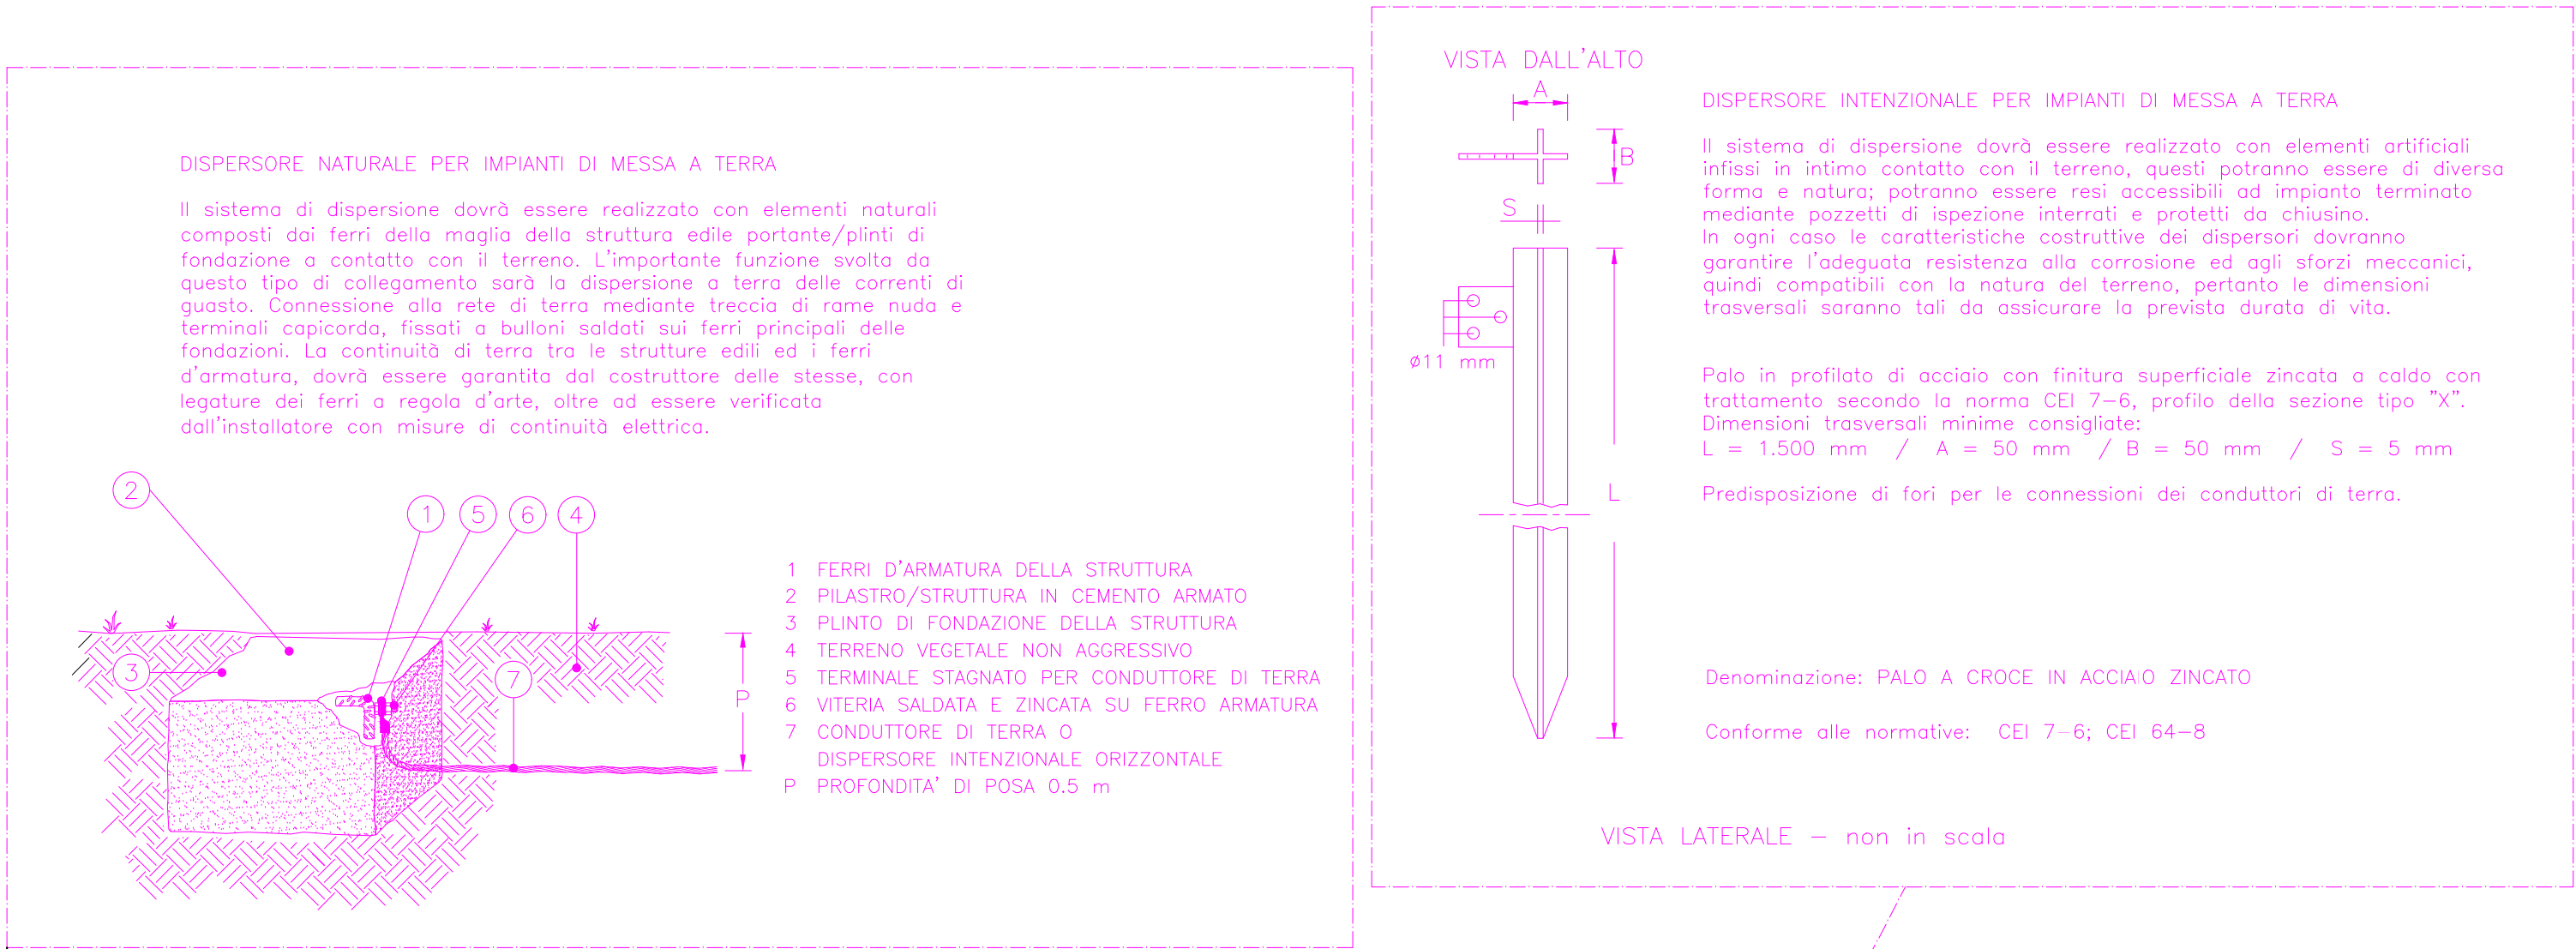 DISPERSORE NATURALE PER IMPIANTI DI MESSA A TERRA
Il sistema di dispersione dovrà essere realizzato con elementi naturali
composti dai ferri della maglia della struttura edile portante/plinti di
fondazione a contatto con il terreno. L'importante funzione svolta da
questo tipo di collegamento sarà la dispersione a terra delle correnti di
guasto. Connessione alla rete di terra mediante treccia di rame nuda e
terminali capicorda, fissati a bulloni saldati sui ferri principali delle
fondazioni. La continuità di terra tra le strutture edili ed i ferri
d'armatura, dovrà essere garantita dal costruttore delle stesse, con
legature dei ferri a regola d'arte, oltre ad essere verificata
dall'installatore con misure di continuità elettrica.
2
1
5
6
4
3
7
P
1 FERRI D'ARMATURA DELLA STRUTTURA
2 PILASTRO/STRUTTURA IN CEMENTO ARMATO
3 PLINTO DI FONDAZIONE DELLA STRUTTURA
4 TERRENO VEGETALE NON AGGRESSIVO
5 TERMINALE STAGNATO PER CONDUTTORE DI TERRA
6 VITERIA SALDATA E ZINCATA SU FERRO ARMATURA
7 CONDUTTORE DI TERRA O
DISPERSORE INTENZIONALE ORIZZONTALE
P PROFONDITA' DI POSA 0.5 m
VISTA DALL'ALTO
A
B
S
ø11 mm
L
DISPERSORE INTENZIONALE PER IMPIANTI DI MESSA A TERRA
Il sistema di dispersione dovrà essere realizzato con elementi artificiali
infissi in intimo contatto con il terreno, questi potranno essere di diversa
forma e natura; potranno essere resi accessibili ad impianto terminato
mediante pozzetti di ispezione interrati e protetti da chiusino.
In ogni caso le caratteristiche costruttive dei dispersori dovranno
garantire l'adeguata resistenza alla corrosione ed agli sforzi meccanici,
quindi compatibili con la natura del terreno, pertanto le dimensioni
trasversali saranno tali da assicurare la prevista durata di vita.
Palo in profilato di acciaio con finitura superficiale zincata a caldo con
trattamento secondo la norma CEI 7-6, profilo della sezione tipo "X".
Dimensioni trasversali minime consigliate:
L = 1.500 mm / A = 50 mm / B = 50 mm / S = 5 mm
Predisposizione di fori per le connessioni dei conduttori di terra.
Denominazione: PALO A CROCE IN ACCIAIO ZINCATO
Conforme alle normative: CEI 7-6; CEI 64-8
VISTA LATERALE - non in scala